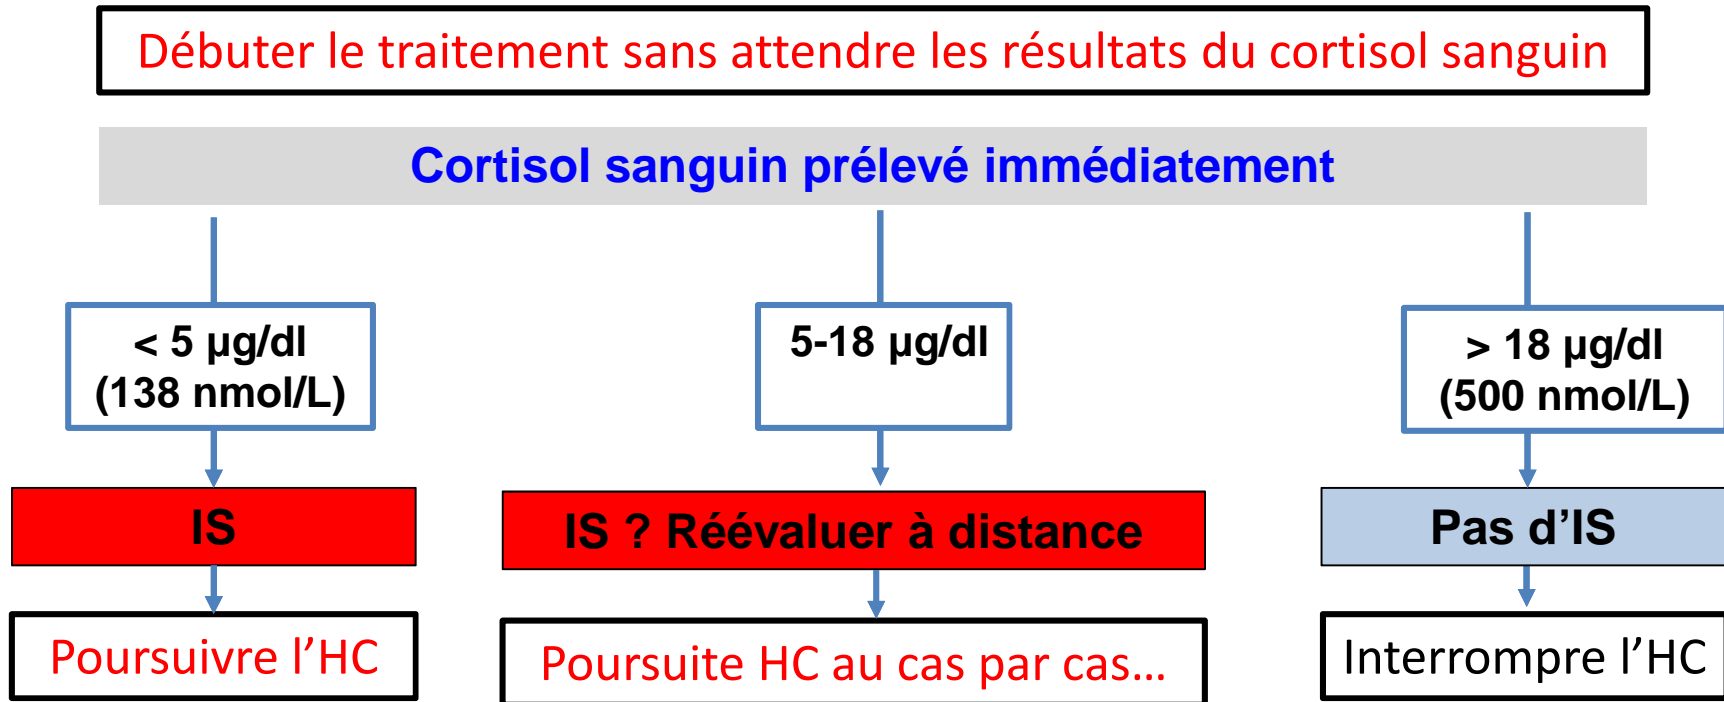 Débuter le traitement sans attendre les résultats du cortisol sanguin
Cortisol sanguin prélevé immédiatement
< 5 µg/dl
(138 nmol/L)
5-18 µg/dl
> 18 µg/dl
(500 nmol/L)
IS
IS ? Réévaluer à distance
Pas d’IS
Poursuivre l’HC
Poursuite HC au cas par cas…
Interrompre l’HC